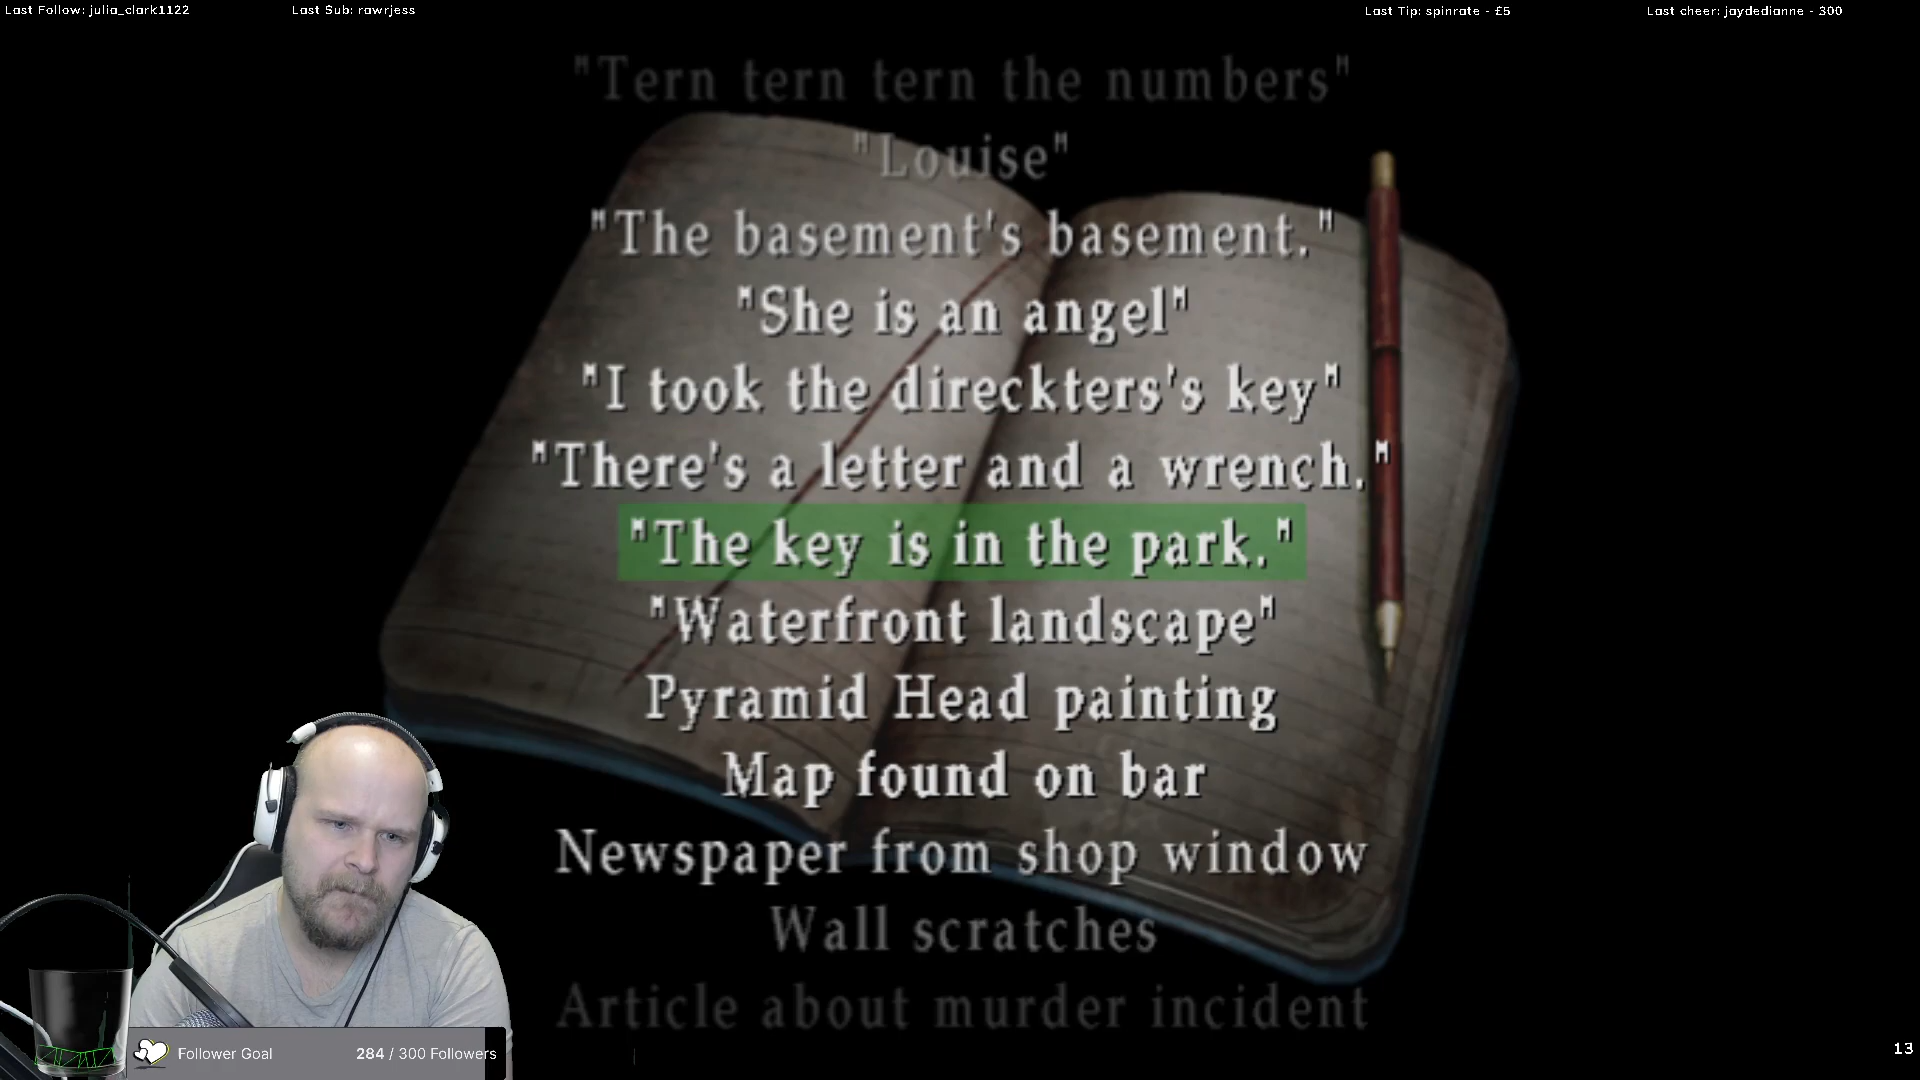 Last Follow: julia_clark1122
Last Sub: rawrjess
Last Tip: spinrate - £5
Last cheer: jaydedianne - 300
"Tern tern tern the numbers"
"Louise"
"The basement's basement."
"She is an angel"
"I took the direckters's key"
"There's a letter and a wrench."
"The key is in the park."
"Waterfront landscape"
Pyramid Head painting
Map found on bar
Newspaper from shop window
Wall scratches
Article about murder incident
Follower Goal
284 / 300 Followers
13